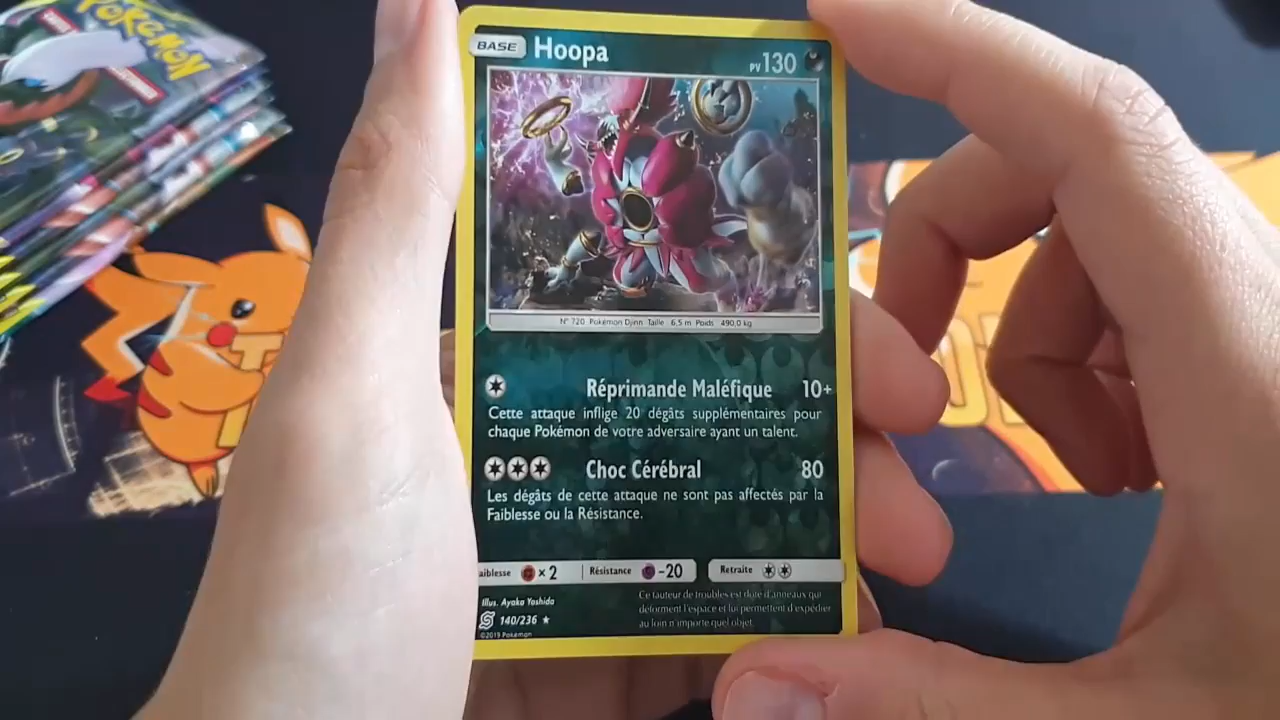 POKÉMON
BASE Hoopa PV 130
N° 720 Pokémon Djinn Taille 6,5 m Poids 490,0 kg
Réprimande Maléfique 10+
Cette attaque inflige 20 dégâts supplémentaires pour
chaque Pokémon de votre adversaire ayant un talent.
Choc Cérébral 80
Les dégâts de cette attaque ne sont pas affectés par la
Faiblesse ou la Résistance.
aiblesse ×2 Résistance -20 Retraite
Illus. Ayaka Yoshida
140/236 ★
©2019 Pokémon
Ce fauteur de troubles est doté d'anneaux qui
déforment l'espace et lui permettent d'expédier
au loin n'importe quel objet.